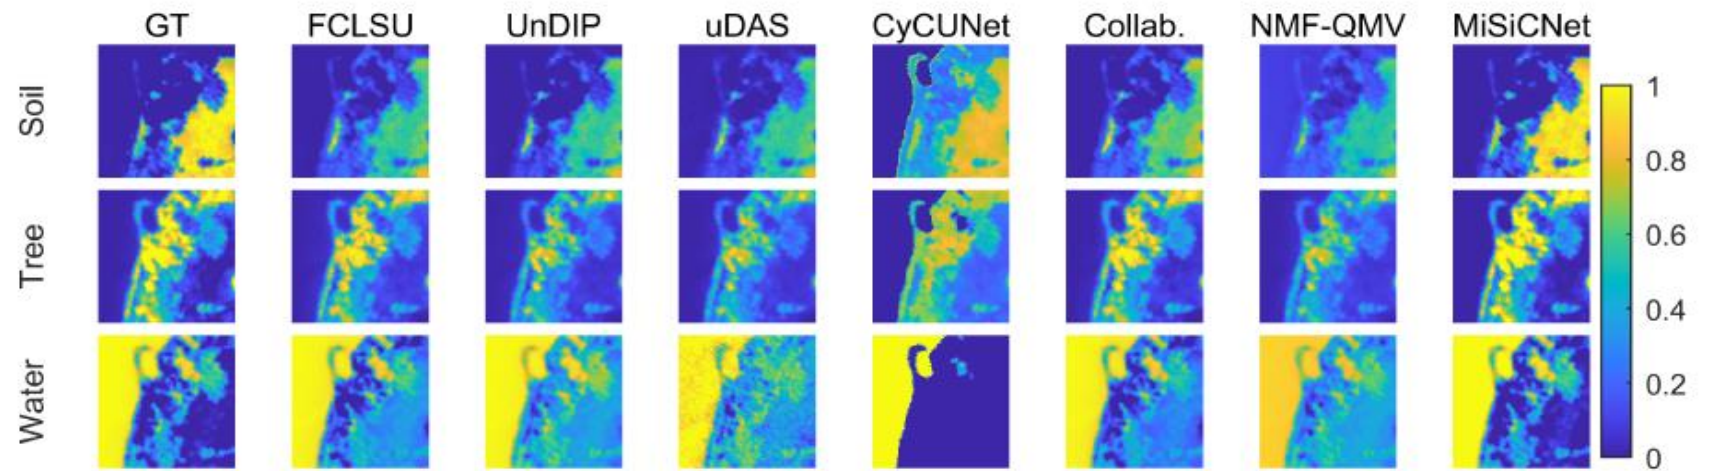 GT FCLSU UnDIP uDAS CyCUNet Collab. NMF-QMV MiSiCNet
Soil
Tree
Water
1
0.8
0.6
0.4
0.2
0